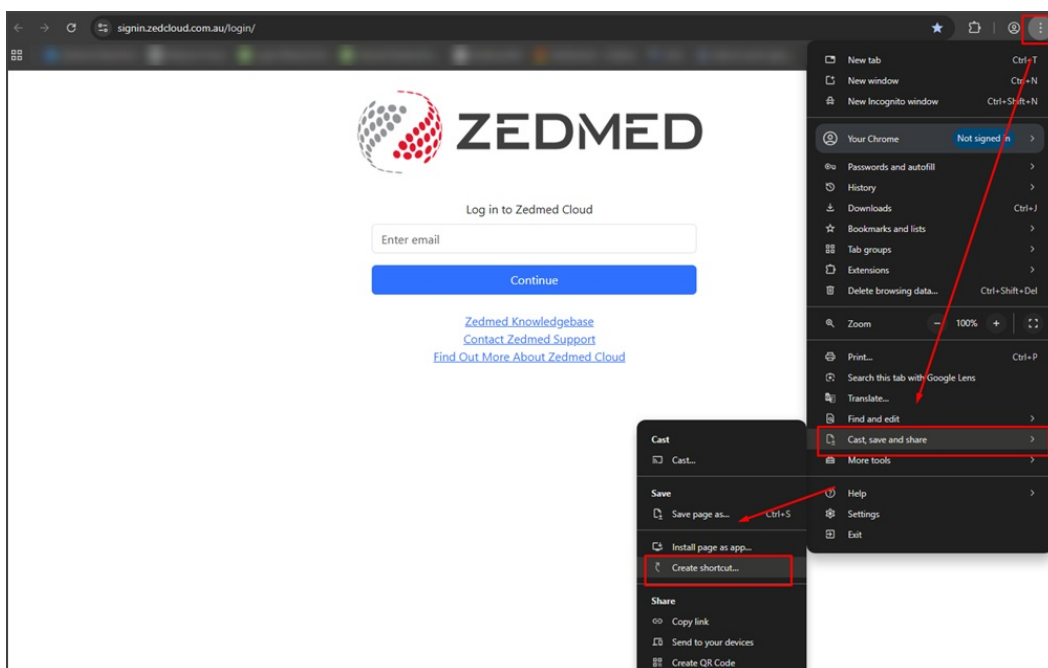 signin.zedcloud.com.au/login/
ZEDMED
Log in to Zedmed Cloud
Enter email
Continue
Zedmed Knowledgebase
Contact Zedmed Support
Find Out More About Zedmed Cloud
New tab Ctrl+T
New window Ctrl+N
New Incognito window Ctrl+Shift+N
Your Chrome Not signed in
Passwords and autofill
History
Downloads Ctrl+J
Bookmarks and lists
Tab groups
Extensions
Delete browsing data... Ctrl+Shift+Del
Zoom − 100% +
Print... Ctrl+P
Search this tab with Google Lens
Translate...
Find and edit
Cast, save and share
More tools
Help
Settings
Exit
Cast
Cast...
Save
Save page as... Ctrl+S
Install page as app...
Create shortcut...
Share
Copy link
Send to your devices
Create QR Code